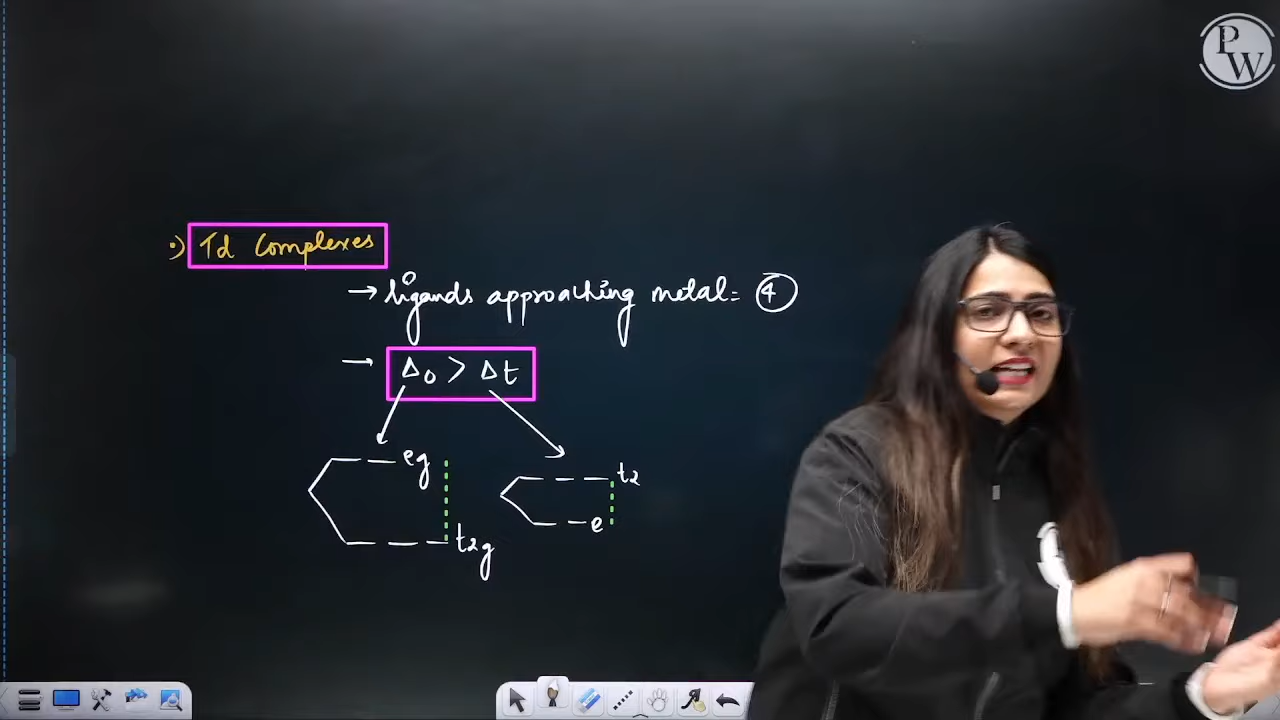 PW
•) Td Complexes
→ ligands approaching metal = 4
→ Δo > Δt
eg
t2
e
t2g